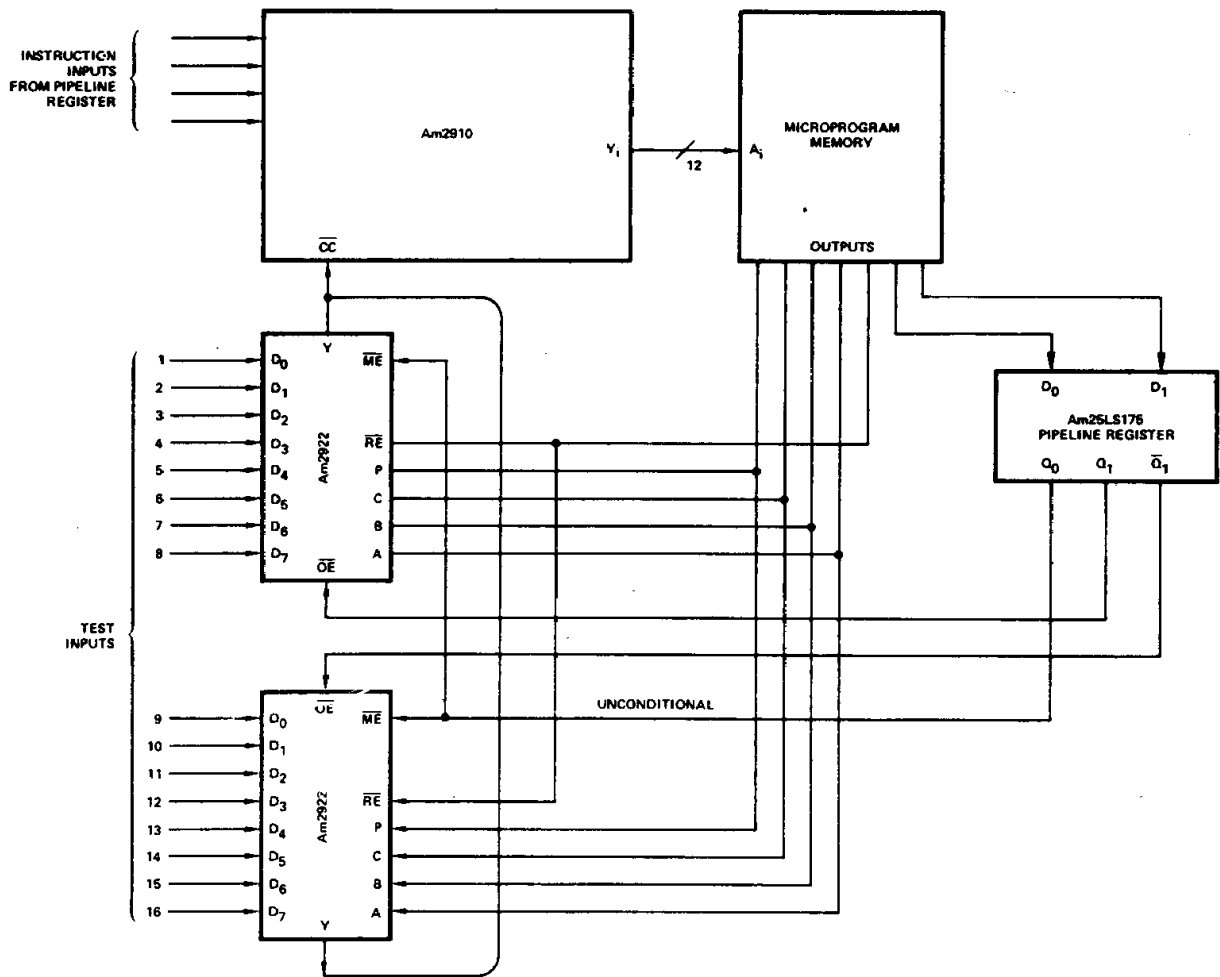 INSTRUCTION
INPUTS
FROM PIPELINE
REGISTER
Am2910
Yi
12
Ai
MICROPROGRAM
MEMORY
OUTPUTS
CC
Y
1
2
3
4
5
6
7
8
D0
D1
D2
D3
D4
D5
D6
D7
Am2922
ME
RE
P
C
B
A
OE
D0
D1
Am25LS175
PIPELINE REGISTER
Q0
Q1
Q1
TEST
INPUTS
UNCONDITIONAL
9
10
11
12
13
14
15
16
OE
D0
D1
D2
D3
D4
D5
D6
D7
Am2922
ME
RE
P
C
B
A
Y